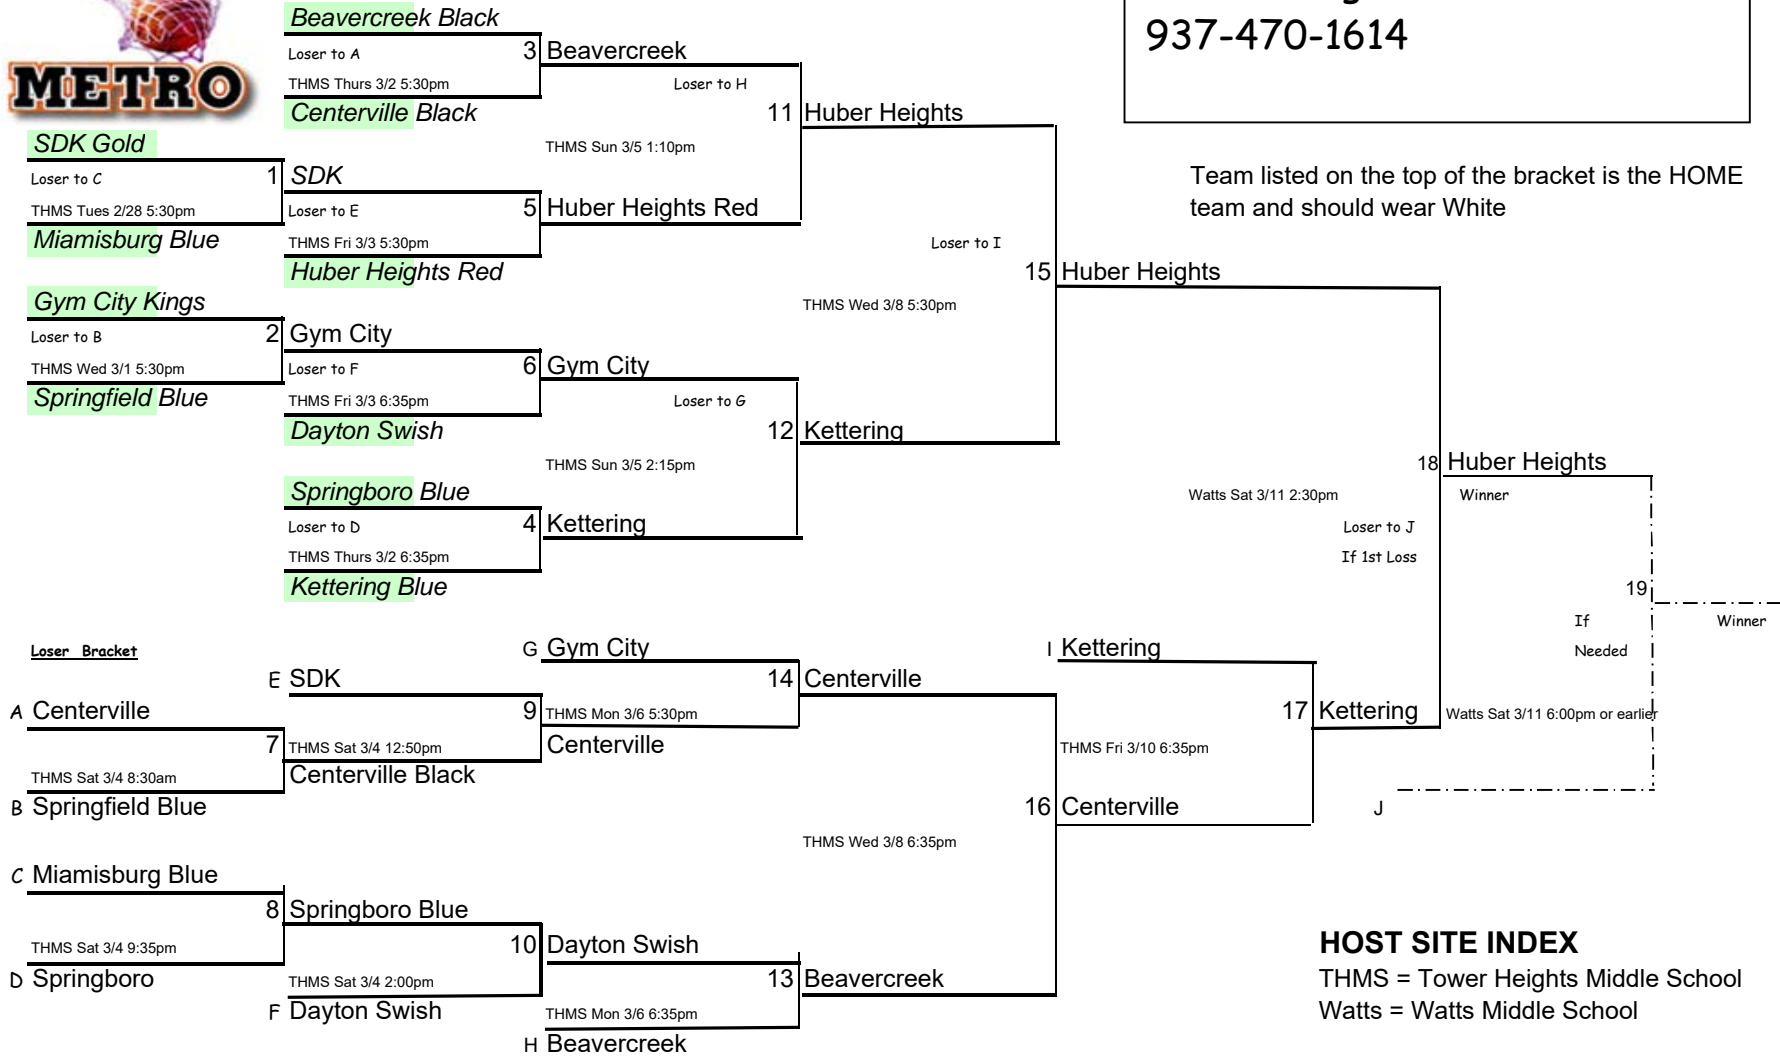 METRO
937-470-1614
Team listed on the top of the bracket is the HOME
team and should wear White
Beavercreek Black
Loser to A
3 Beavercreek
THMS Thurs 3/2 5:30pm
Loser to H
Centerville Black
11 Huber Heights
SDK Gold
THMS Sun 3/5 1:10pm
Loser to C
1 SDK
THMS Tues 2/28 5:30pm
Loser to E
5 Huber Heights Red
Miamisburg Blue
THMS Fri 3/3 5:30pm
Loser to I
Huber Heights Red
15 Huber Heights
Gym City Kings
THMS Wed 3/8 5:30pm
Loser to B
2 Gym City
THMS Wed 3/1 5:30pm
Loser to F
6 Gym City
Springfield Blue
THMS Fri 3/3 6:35pm
Loser to G
Dayton Swish
12 Kettering
THMS Sun 3/5 2:15pm
18 Huber Heights
Springboro Blue
Watts Sat 3/11 2:30pm
Winner
Loser to D
4 Kettering
Loser to J
THMS Thurs 3/2 6:35pm
If 1st Loss
Kettering Blue
19
If
Needed
Winner
Loser Bracket
G Gym City
I Kettering
E SDK
14 Centerville
A Centerville
9
THMS Mon 3/6 5:30pm
17 Kettering
Watts Sat 3/11 6:00pm or earlier
7
THMS Sat 3/4 12:50pm
Centerville
THMS Fri 3/10 6:35pm
THMS Sat 3/4 8:30am
Centerville Black
B Springfield Blue
16 Centerville
J
THMS Wed 3/8 6:35pm
C Miamisburg Blue
8 Springboro Blue
THMS Sat 3/4 9:35pm
10 Dayton Swish
D Springboro
THMS Sat 3/4 2:00pm
13 Beavercreek
F Dayton Swish
THMS Mon 3/6 6:35pm
H Beavercreek
HOST SITE INDEX
THMS = Tower Heights Middle School
Watts = Watts Middle School